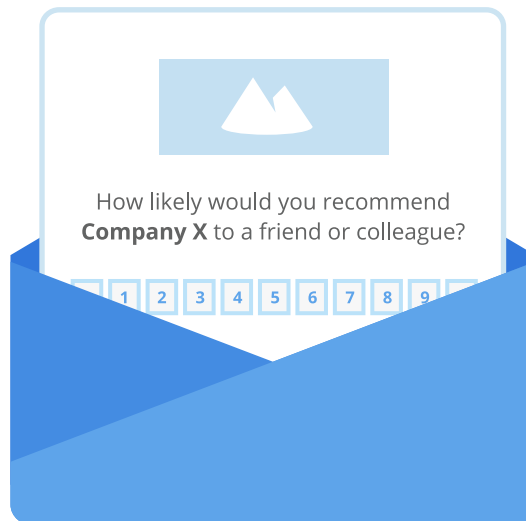 How likely would you recommend
Company X to a friend or colleague?
1 2 3 4 5 6 7 8 9